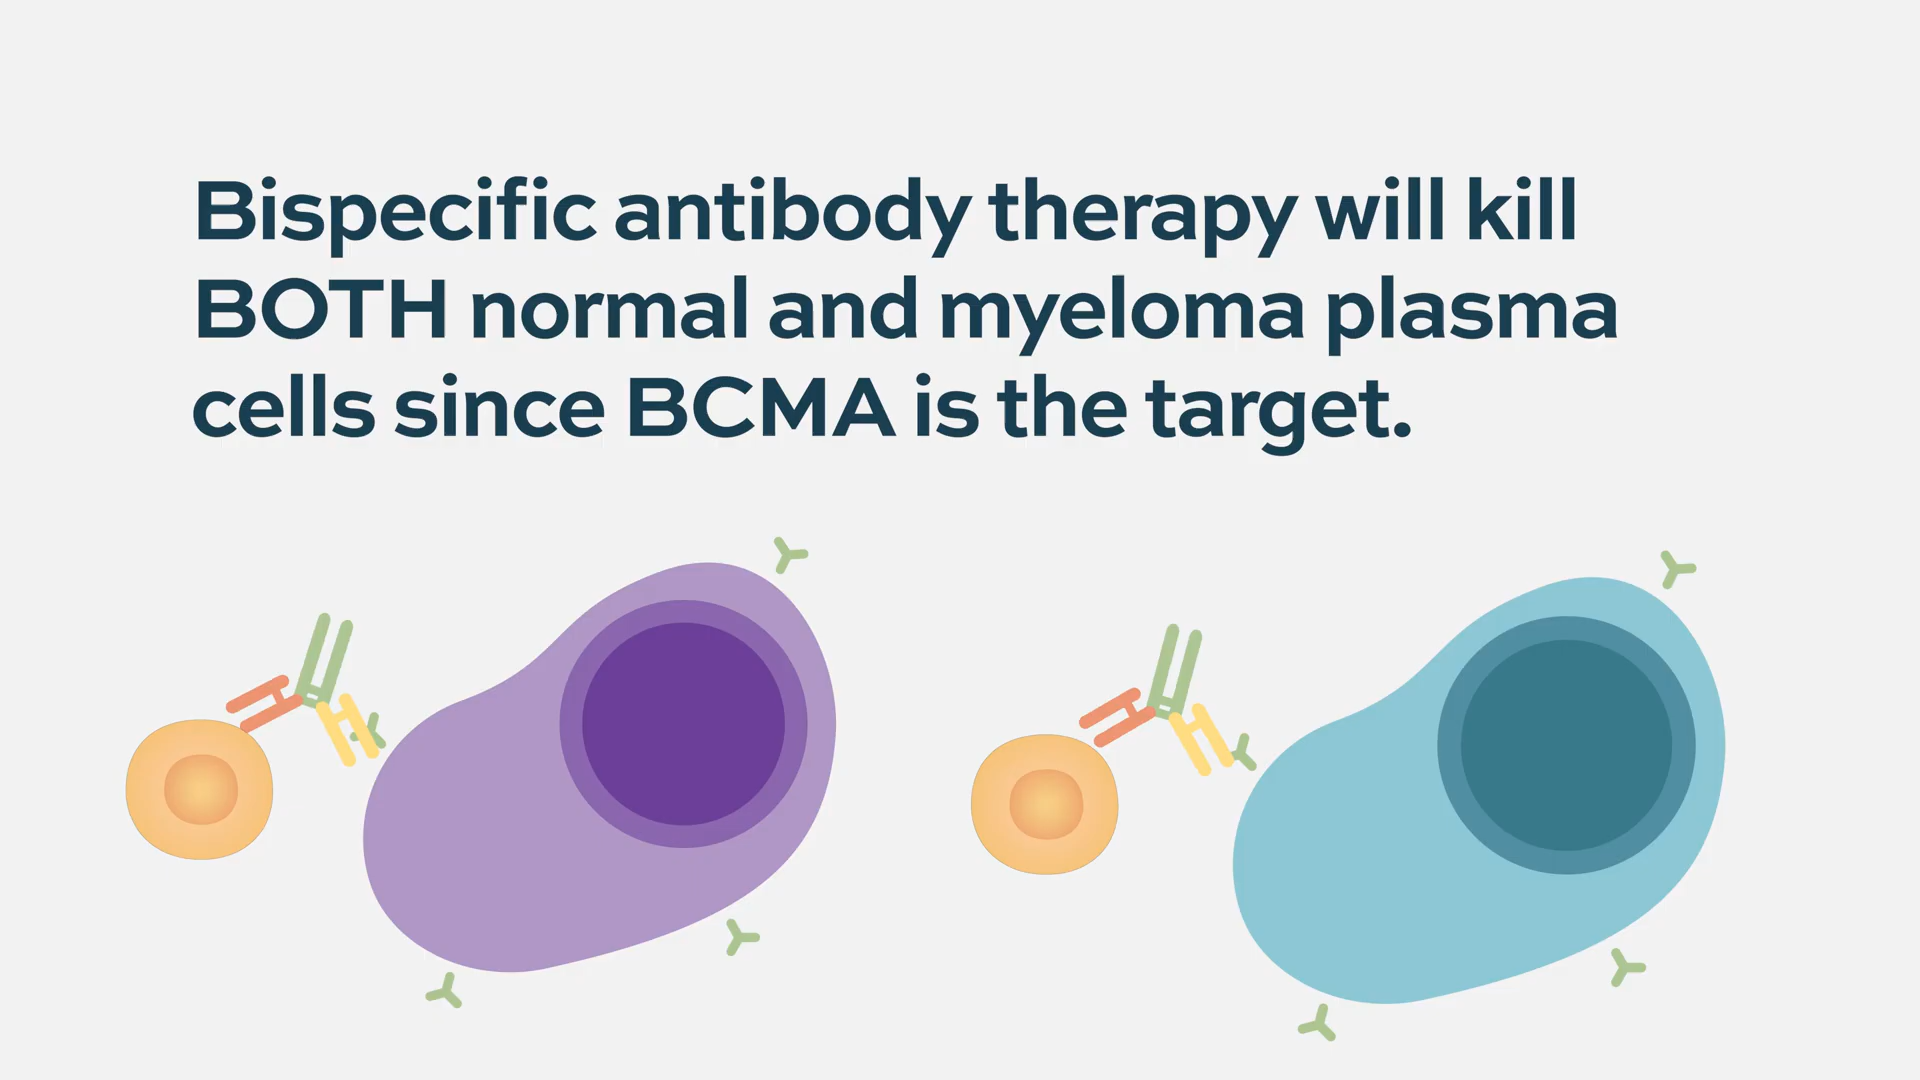 Bispecific antibody therapy will kill
BOTH normal and myeloma plasma
cells since BCMA is the target.